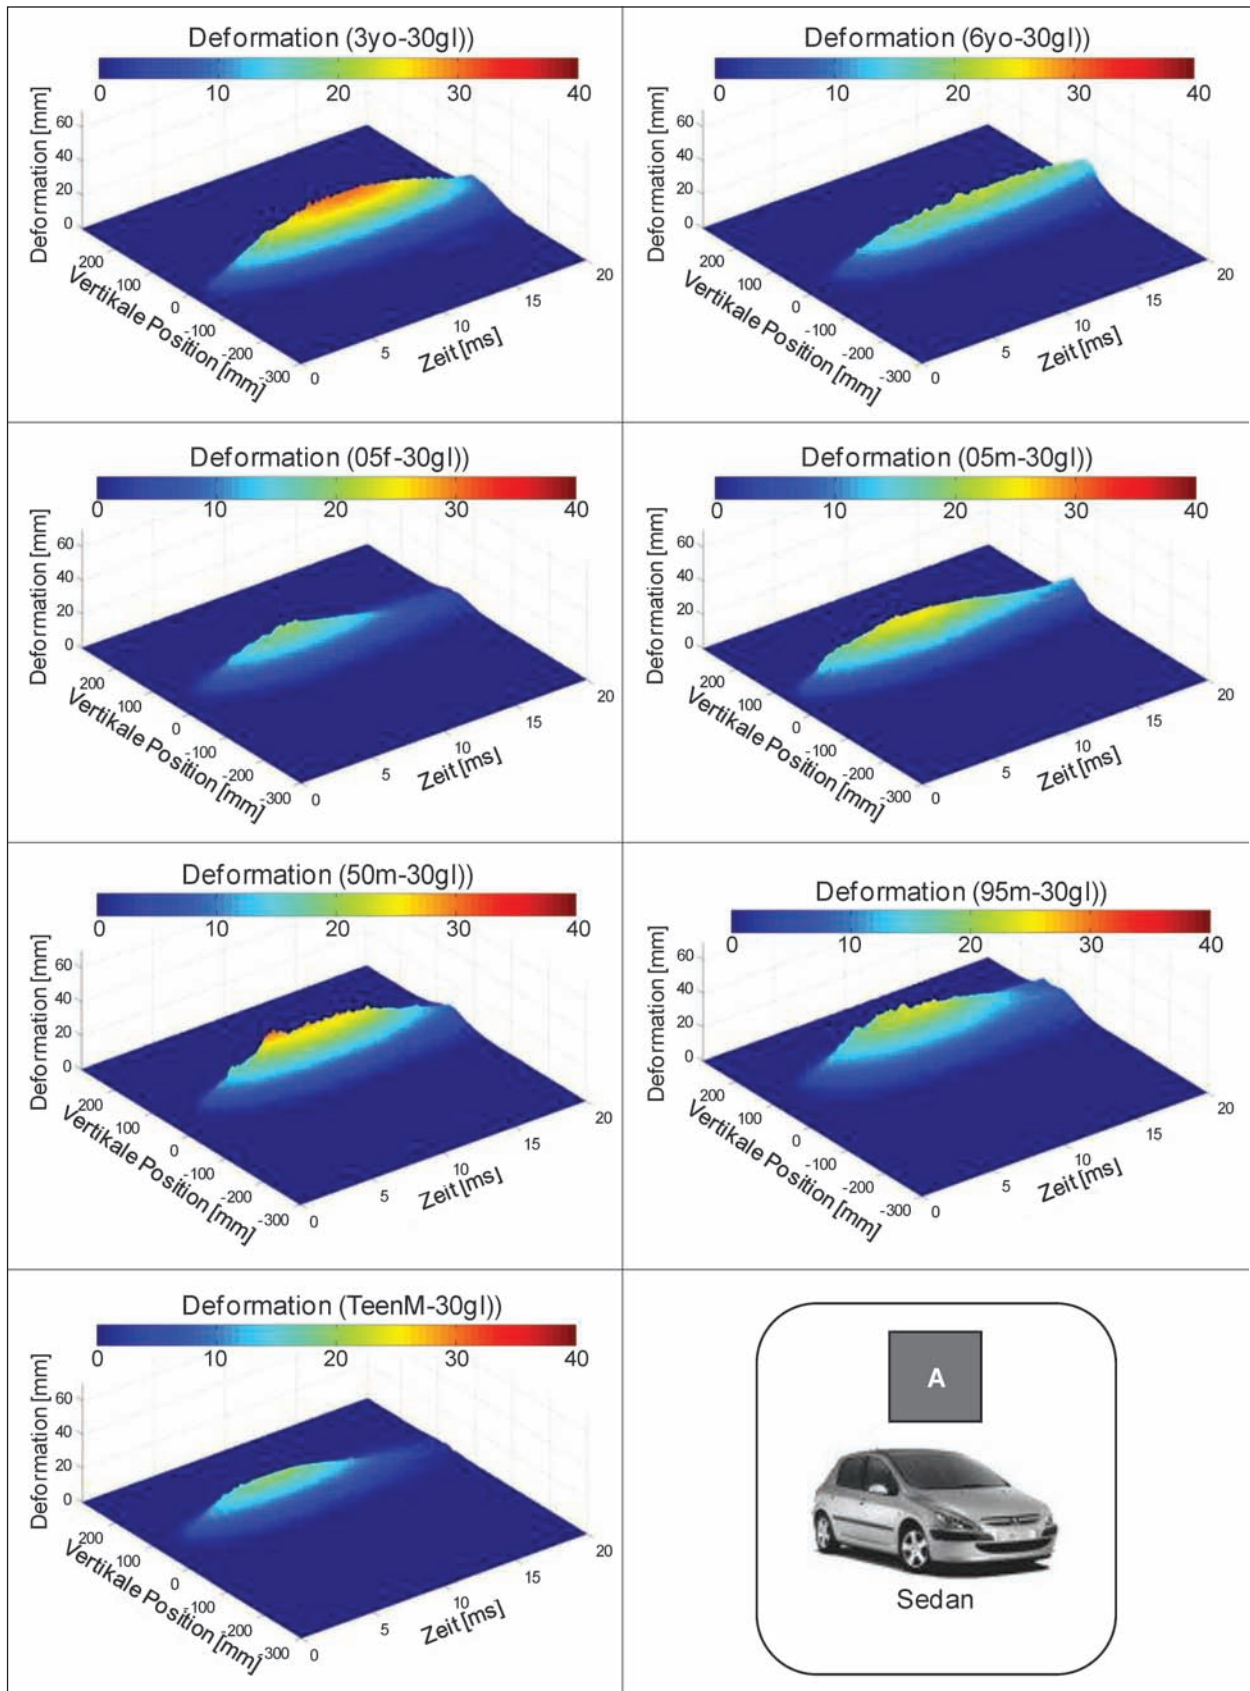 Deformation (3yo-30gl))
0 10 20 30 40
Deformation [mm]
60
40
20
0
200
100
0
-100
-200
-300
Vertikale Position [mm]
0
5
10
15
20
Zeit [ms]
Deformation (6yo-30gl))
0 10 20 30 40
Deformation [mm]
60
40
20
0
200
100
0
-100
-200
-300
Vertikale Position [mm]
0
5
10
15
20
Zeit [ms]
Deformation (05f-30gl))
0 10 20 30 40
Deformation [mm]
60
40
20
0
200
100
0
-100
-200
-300
Vertikale Position [mm]
0
5
10
15
20
Zeit [ms]
Deformation (05m-30gl))
0 10 20 30 40
Deformation [mm]
60
40
20
0
200
100
0
-100
-200
-300
Vertikale Position [mm]
0
5
10
15
20
Zeit [ms]
Deformation (50m-30gl))
0 10 20 30 40
Deformation [mm]
60
40
20
0
200
100
0
-100
-200
-300
Vertikale Position [mm]
0
5
10
15
20
Zeit [ms]
Deformation (95m-30gl))
0 10 20 30 40
Deformation [mm]
60
40
20
0
200
100
0
-100
-200
-300
Vertikale Position [mm]
0
5
10
15
20
Zeit [ms]
Deformation (TeenM-30gl))
0 10 20 30 40
Deformation [mm]
60
40
20
0
200
100
0
-100
-200
-300
Vertikale Position [mm]
0
5
10
15
20
Zeit [ms]
A
Sedan